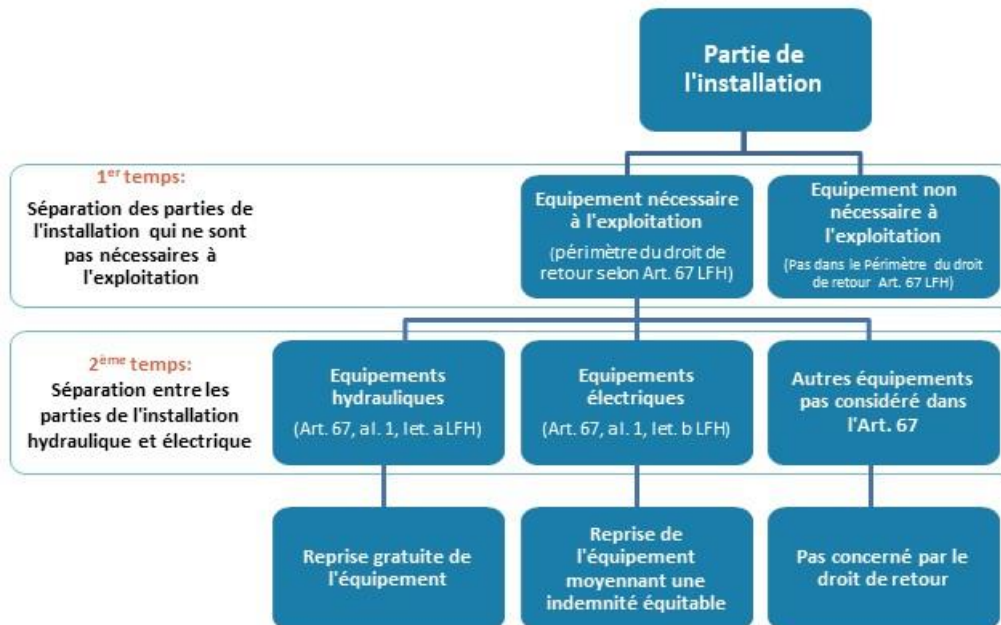 Partie de
l'installation
1er temps:
Séparation des parties de
l'installation qui ne sont
pas nécessaires à
l'exploitation
Equipement nécessaire
à l'exploitation
(périmètre du droit de
retour selon Art. 67 LFH)
Equipement non
nécessaire à
l'exploitation
(Pas dans le Périmètre du droit
de retour Art. 67 LFH)
2ème temps:
Séparation entre les
parties de l'installation
hydraulique et électrique
Equipements
hydrauliques
(Art. 67, al. 1, let. a LFH)
Equipements
électriques
(Art. 67, al. 1, let. b LFH)
Autres équipements
pas considéré dans
l'Art. 67
Reprise gratuite de
l'équipement
Reprise de
l'équipement
moyennant une
indemnité équitable
Pas concerné par le
droit de retour